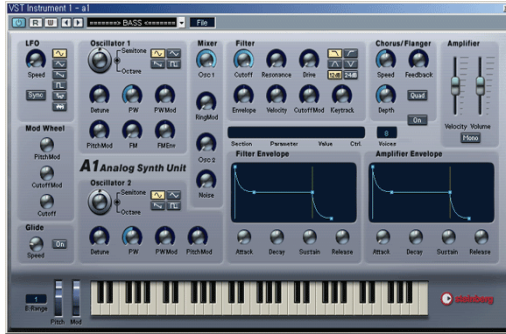 VST Instrument 1 - a1
R W =======> BASS <======= File
LFO
Speed
Sync
Oscillator 1
Semitone
Octave
Detune PW PWMod
PitchMod FM FMEnv
Mixer
Osc 1
RingMod
Osc 2
Noise
Filter
Cutoff Resonance Drive
12dB 24dB
Envelope Velocity CutoffMod Keytrack
Chorus/Flanger
Speed Feedback
Depth
Quad
On
Amplifier
Velocity Volume
Mono
Mod Wheel
PitchMod
CutoffMod
Cutoff
Section Parameter Value Ctrl.
8
Voices
A1 Analog Synth Unit
Oscillator 2
Semitone
Octave
Detune PW PWMod PitchMod
Filter Envelope
Attack Decay Sustain Release
Amplifier Envelope
Attack Decay Sustain Release
Glide
Speed
On
1
B Range
Pitch Mod
steinberg